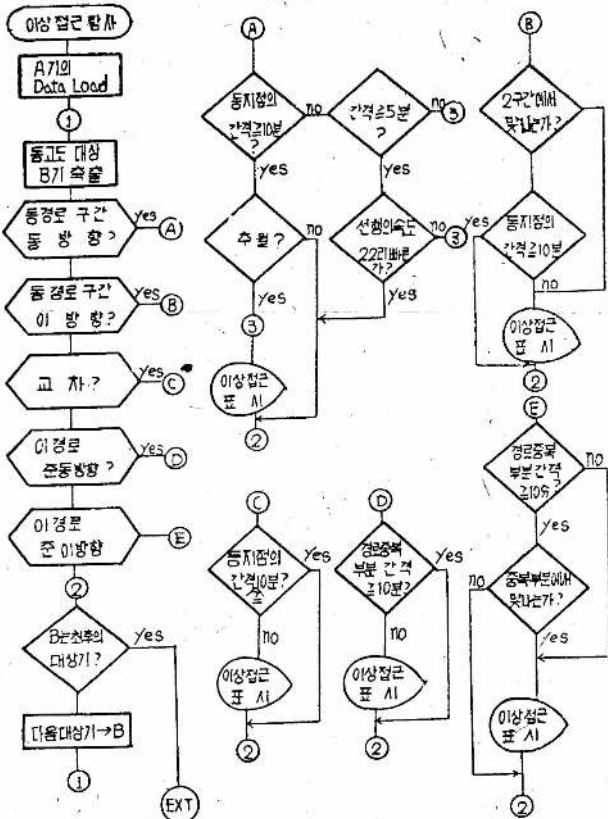 이상접근 탐사
A기의
Data Load
①
동고도 대상
B기 추출
동경로 구간
동 방 향?
yes
Ⓐ
동경로 구간
이 방향?
yes
Ⓑ
교 차?
yes
Ⓒ
이경로
준동방향?
yes
Ⓓ
이경로
준 이방향
Ⓔ
②
B는최후의
대상기?
yes
다음대상기→B
①
EXT
Ⓐ
동지점의
간격≧10분
?
no
yes
간격≧5분
?
no
③
yes
추월?
no
yes
③
선행의속도
22리빠른
가?
no
③
yes
이상접근
표 시
②
Ⓑ
2구간에서
맞나는가?
yes
동지점의
간격≧10분
no
이상접근
표 시
②
Ⓒ
동지점의
간격10분?
≧
yes
no
이상접근
표 시
②
Ⓓ
경로중복
부분 간격
≧10분?
yes
no
이상접근
표 시
②
Ⓔ
경로중복
부분간격
≧10분
no
yes
중복부분에서
맞나는가?
no
yes
이상접근
표 시
②